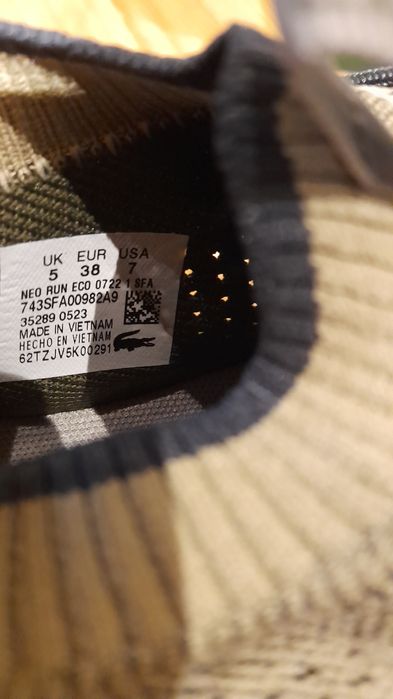 UK EUR USA
5 38 7
NEO RUN ECO 0722 1 SFA
743SFA00982A9
35289 0523
MADE IN VIETNAM
HECHO EN VIETNAM
62TZJV5K00291